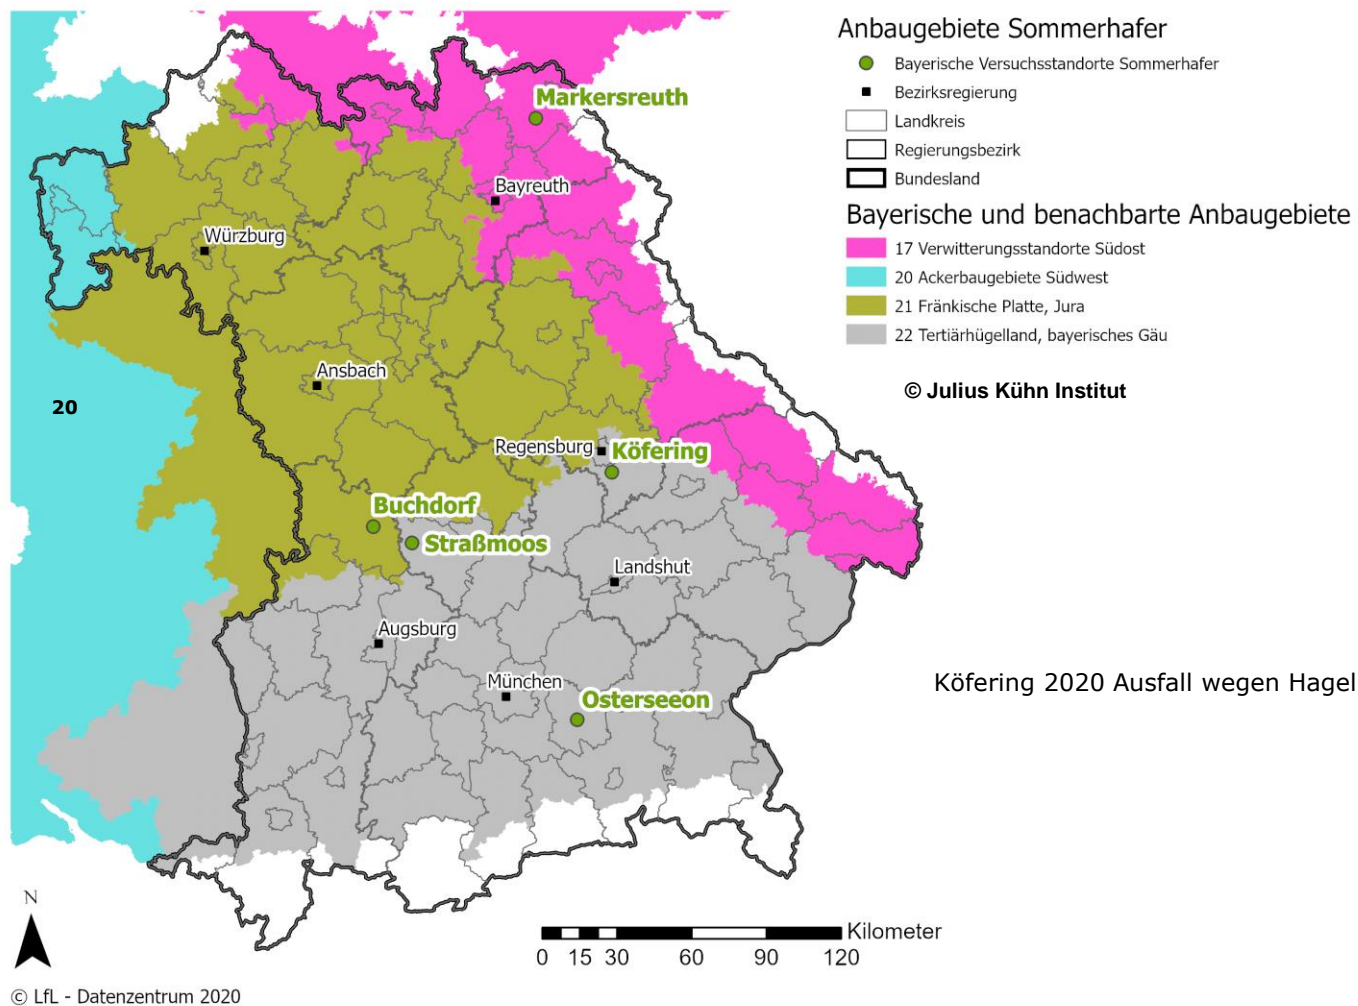 Anbaugebiete Sommerhafer
Bayerische Versuchsstandorte Sommerhafer
Bezirksregierung
Landkreis
Regierungsbezirk
Bundesland
Bayerische und benachbarte Anbaugebiete
17 Verwitterungsstandorte Südost
20 Ackerbaugebiete Südwest
21 Fränkische Platte, Jura
22 Tertiärhügelland, bayerisches Gäu
© Julius Kühn Institut
Markersreuth
Bayreuth
Würzburg
Ansbach
20
Regensburg
Köfering
Buchdorf
Straßmoos
Landshut
Augsburg
München
Osterseeon
Köfering 2020 Ausfall wegen Hagel
N
Kilometer
0 15 30 60 90 120
© LfL - Datenzentrum 2020